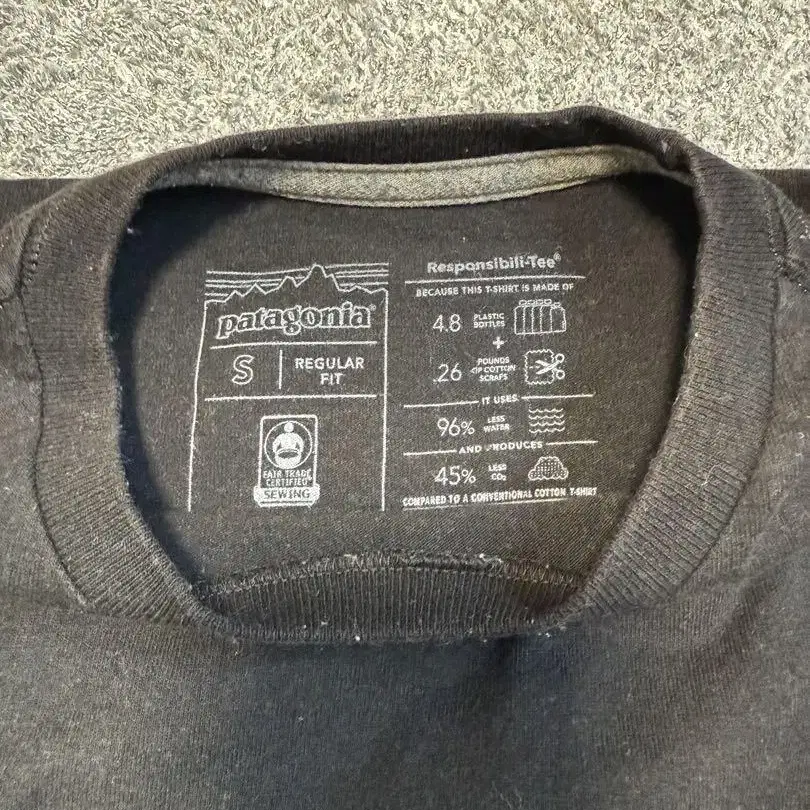 patagonia®
S
REGULAR
FIT
FAIR TRADE
CERTIFIED
SEWING
Responsibili-Tee®
BECAUSE THIS T-SHIRT IS MADE OF
4.8 PLASTIC
BOTTLES
+
.26 POUNDS
OF COTTON
SCRAPS
IT USES
96% LESS
WATER
AND PRODUCES
45% LESS
CO₂
COMPARED TO A CONVENTIONAL COTTON T-SHIRT